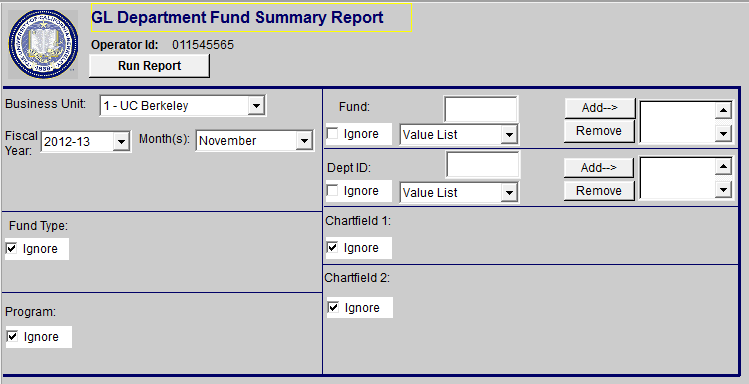 GL Department Fund Summary Report
Operator Id: 011545565
Run Report
Business Unit: 1 - UC Berkeley
Fiscal Year: 2012-13 Month(s): November
Fund Type:
Ignore
Program:
Ignore
Fund: Add-->
Ignore Value List Remove
Dept ID: Add-->
Ignore Value List Remove
Chartfield 1:
Ignore
Chartfield 2:
Ignore